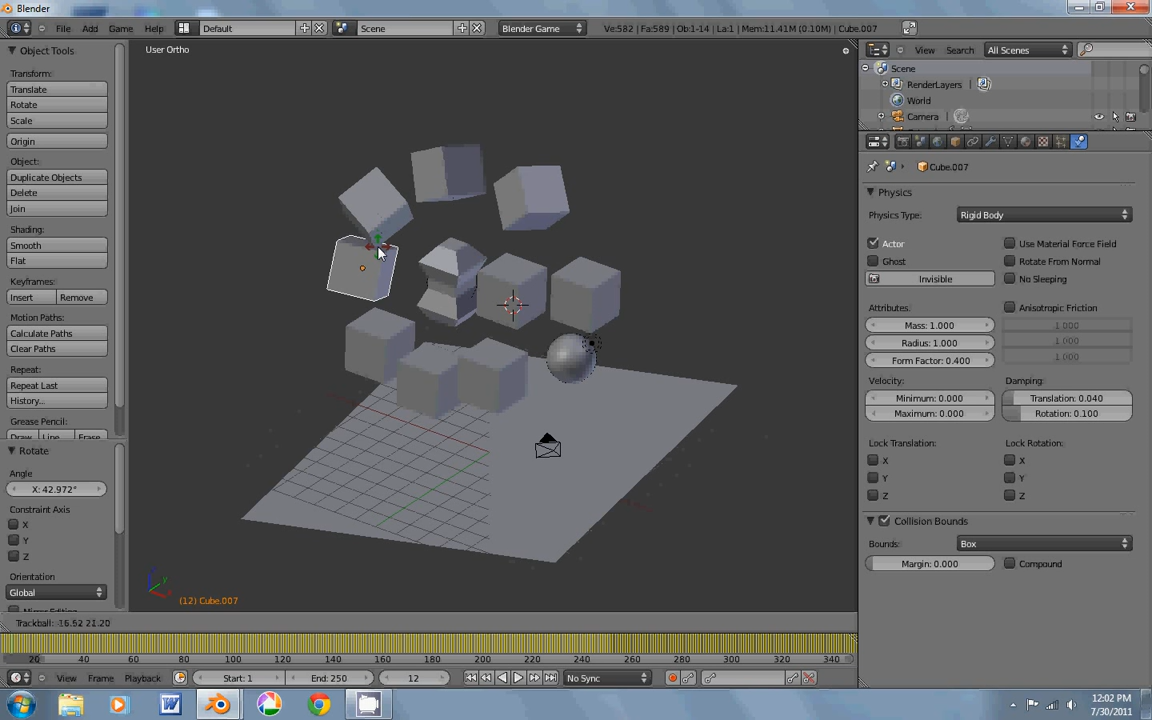 Blender
File Add Game Help
Default
Scene
Blender Game
Ve:582 | Fa:589 | Ob:1-14 | La:1 | Mem:11.41M (0.10M) | Cube.007
Object Tools
Transform:
Translate
Rotate
Scale
Origin
Object:
Duplicate Objects
Delete
Join
Shading:
Smooth
Flat
Keyframes:
Insert Remove
Motion Paths:
Calculate Paths
Clear Paths
Repeat:
Repeat Last
History...
Grease Pencil:
Draw Line Erase
Rotate
Angle
X: 42.972°
Constraint Axis
X
Y
Z
Orientation
Global
User Ortho
(12) Cube.007
View Search All Scenes
Scene
RenderLayers
World
Camera
Cube.007
Physics
Physics Type: Rigid Body
Actor Use Material Force Field
Ghost Rotate From Normal
Invisible No Sleeping
Attributes: Anisotropic Friction
Mass: 1.000 1.000
Radius: 1.000 1.000
Form Factor: 0.400 1.000
Velocity: Damping:
Minimum: 0.000 Translation: 0.040
Maximum: 0.000 Rotation: 0.100
Lock Translation: Lock Rotation:
X X
Y Y
Z Z
Collision Bounds
Bounds: Box
Margin: 0.000 Compound
Trackball: -16.52 21.20
20 40 60 80 100 120 140 160 180 200 220 240 260 280 300 320 340
View Frame Playback Start: 1 End: 250 12 No Sync
12:02 PM
7/30/2011